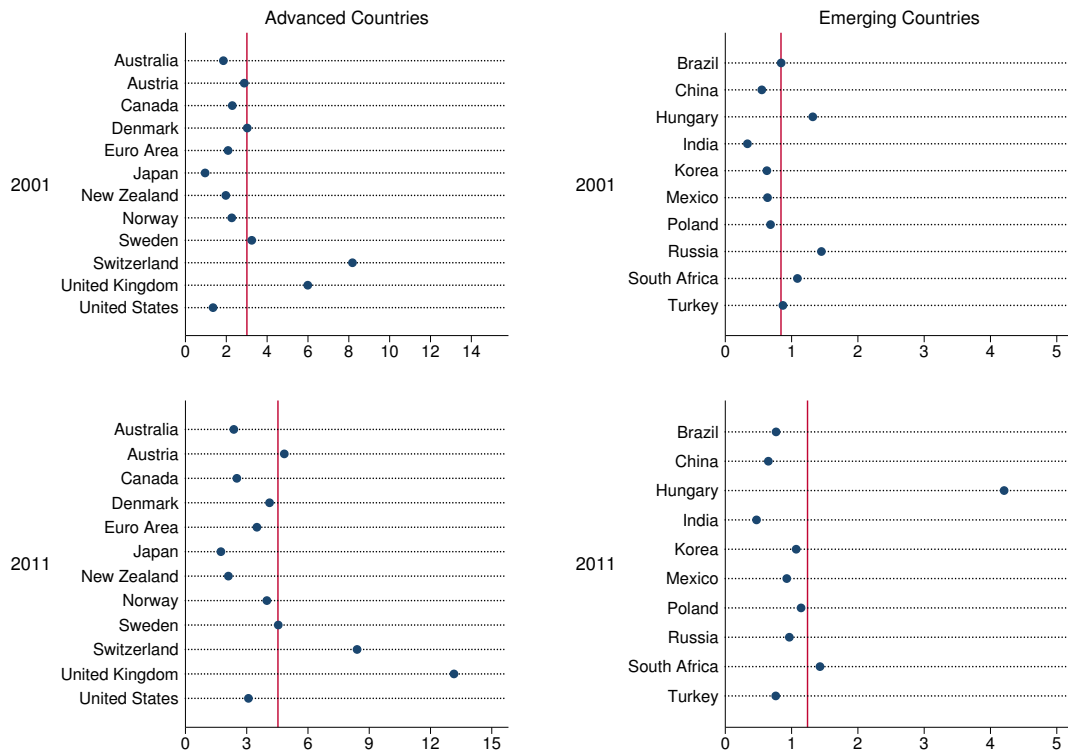 Advanced Countries
2001
Australia
Austria
Canada
Denmark
Euro Area
Japan
New Zealand
Norway
Sweden
Switzerland
United Kingdom
United States
0 2 4 6 8 10 12 14
Emerging Countries
2001
Brazil
China
Hungary
India
Korea
Mexico
Poland
Russia
South Africa
Turkey
0 1 2 3 4 5
2011
Australia
Austria
Canada
Denmark
Euro Area
Japan
New Zealand
Norway
Sweden
Switzerland
United Kingdom
United States
0 3 6 9 12 15
2011
Brazil
China
Hungary
India
Korea
Mexico
Poland
Russia
South Africa
Turkey
0 1 2 3 4 5